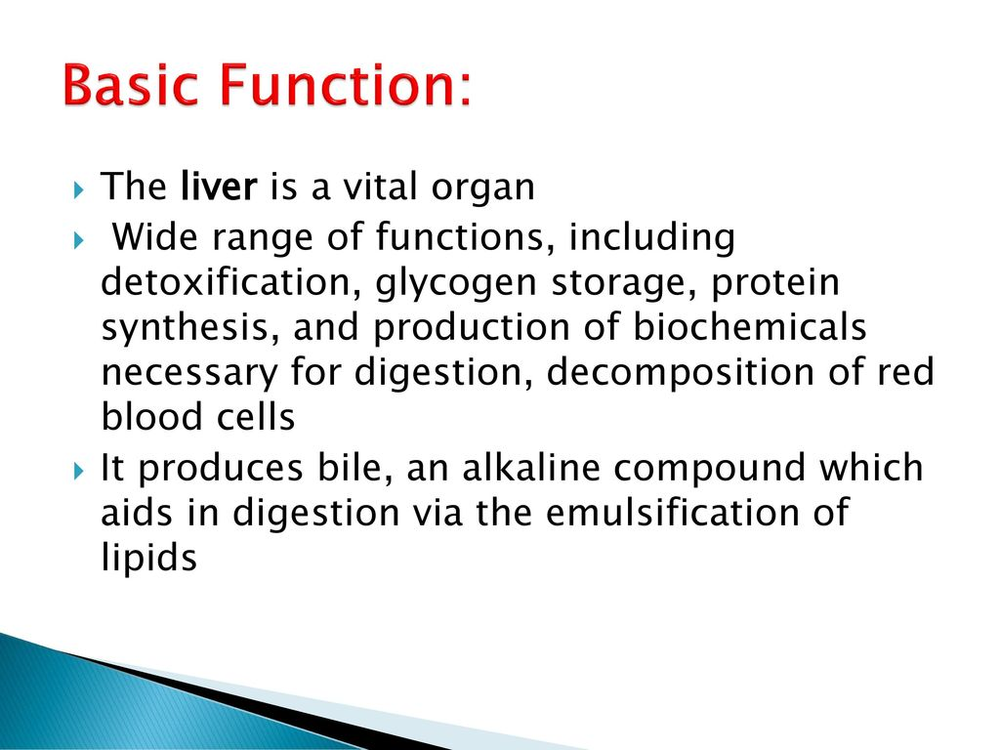 Basic Function:
The liver is a vital organ
Wide range of functions, including
detoxification, glycogen storage, protein
synthesis, and production of biochemicals
necessary for digestion, decomposition of red
blood cells
It produces bile, an alkaline compound which
aids in digestion via the emulsification of
lipids